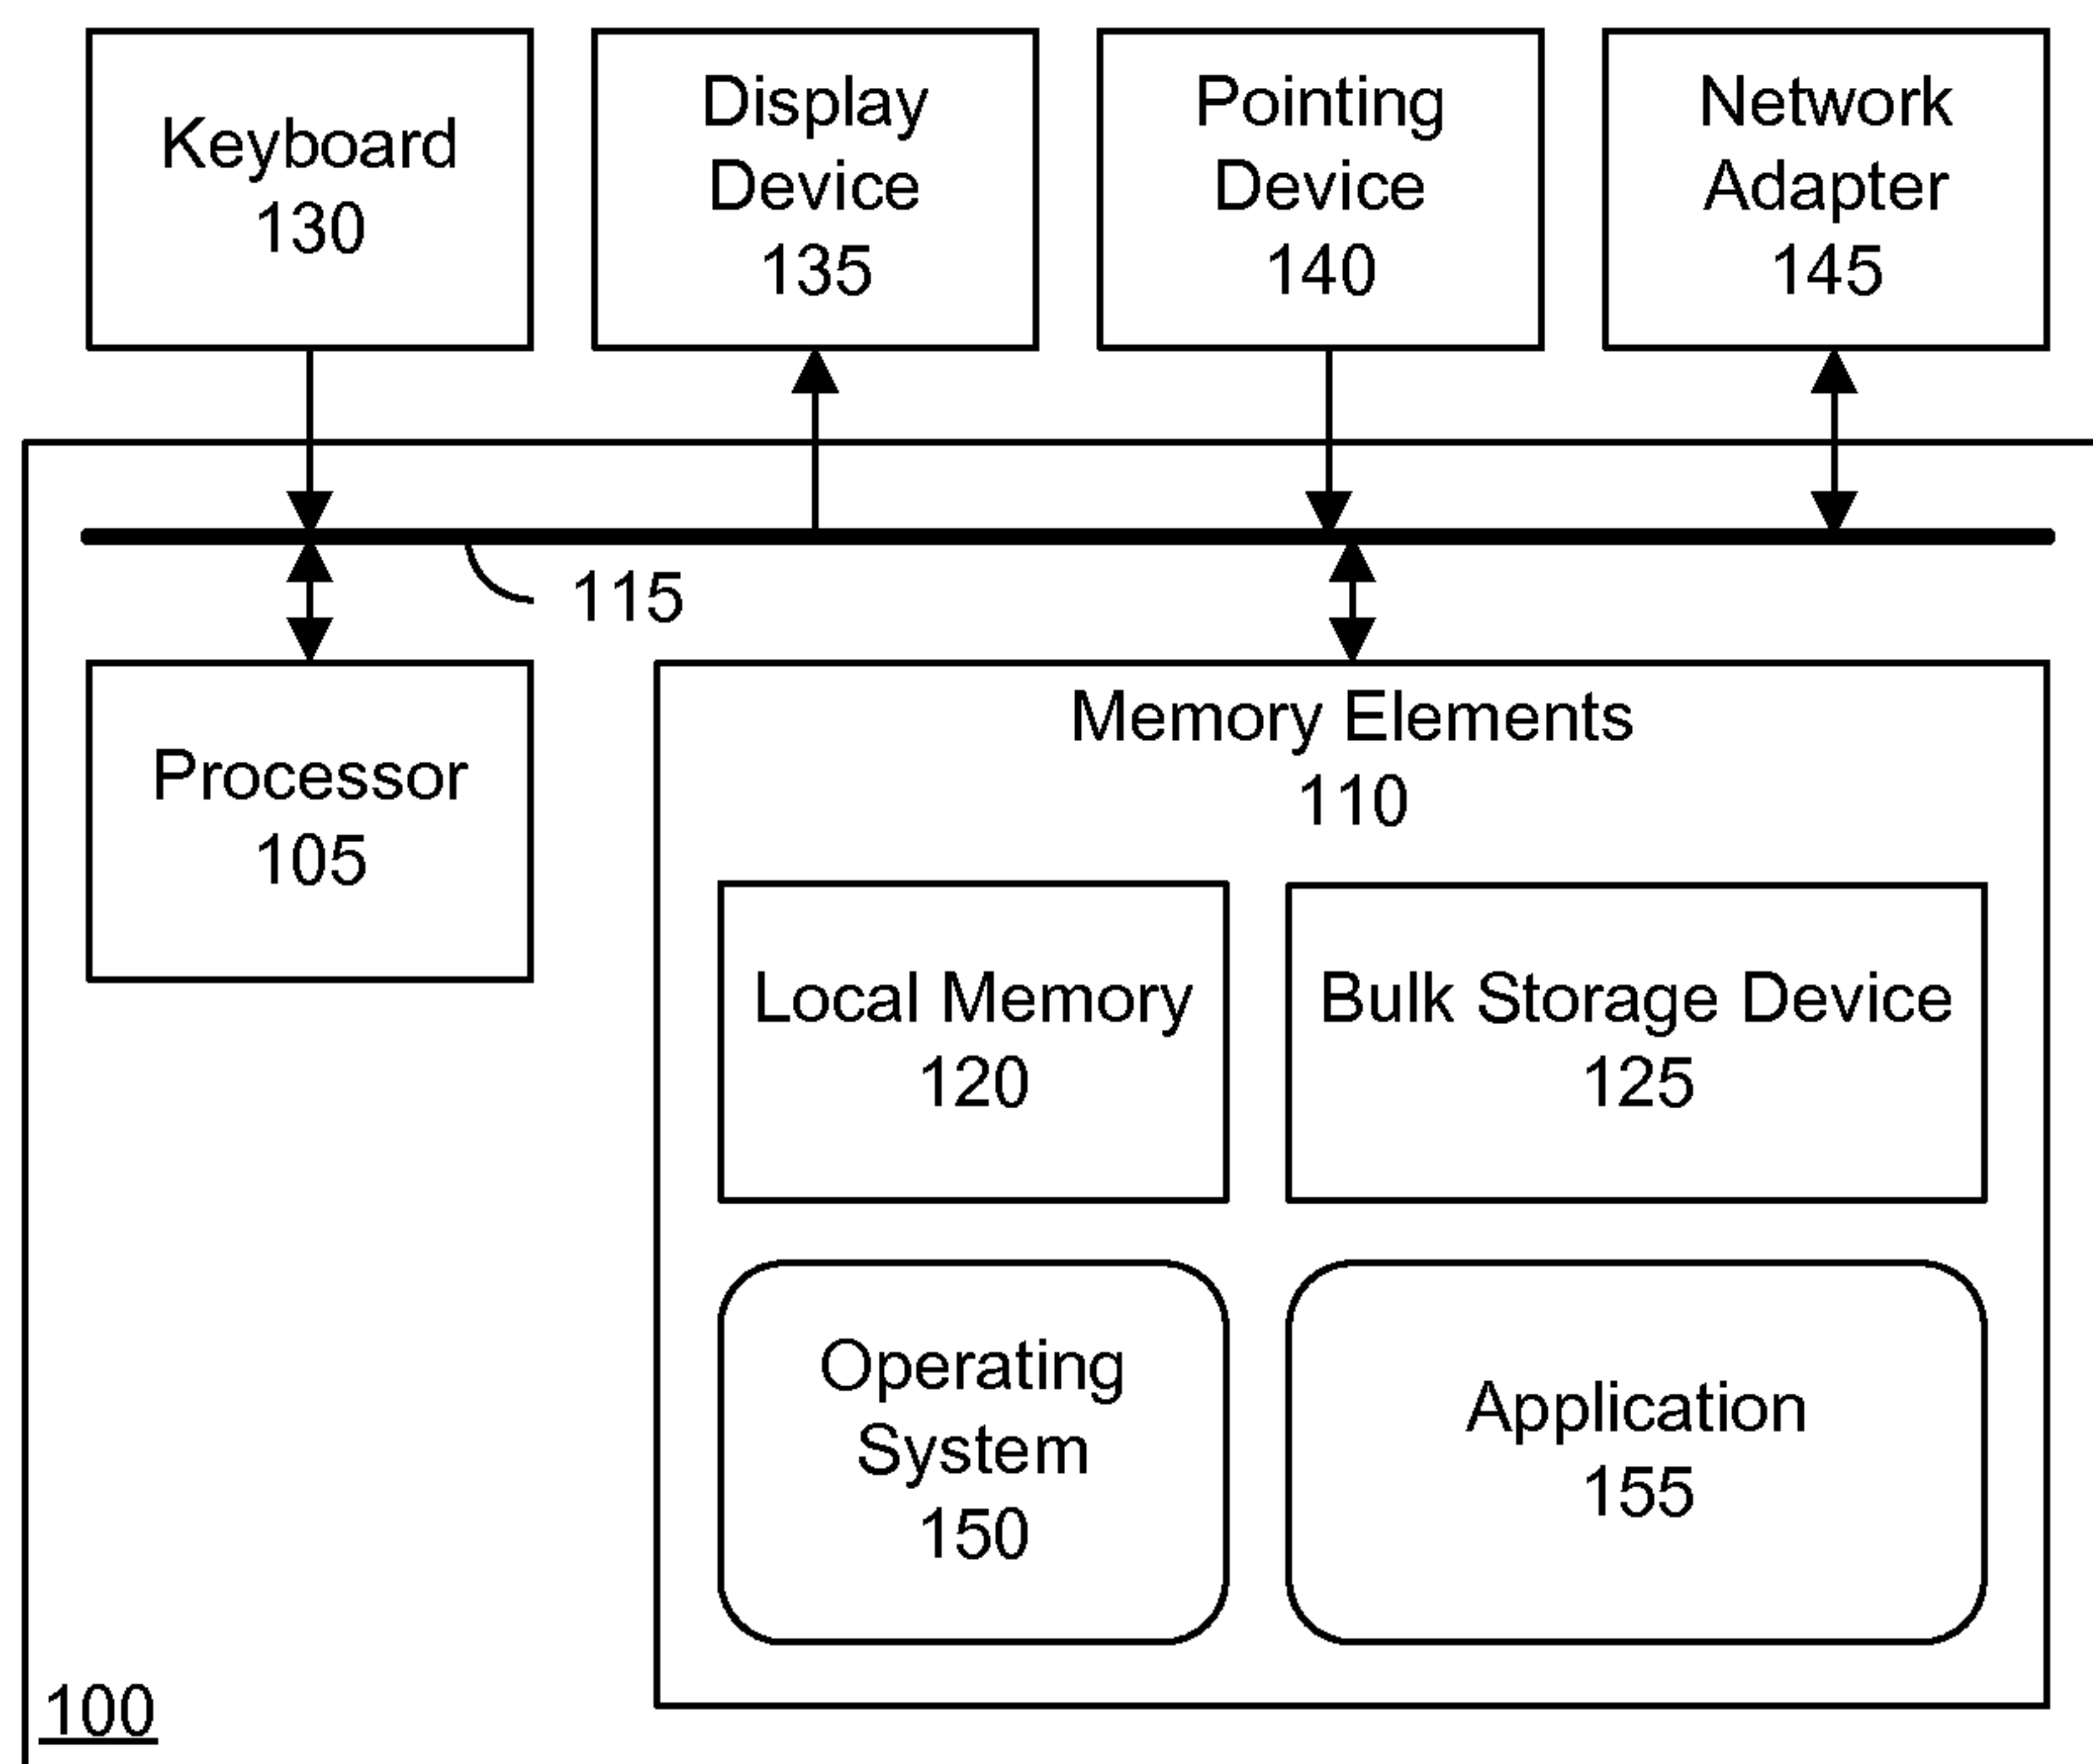 Keyboard
130
Display
Device
135
Pointing
Device
140
Network
Adapter
145
115
Processor
105
Memory Elements
110
Local Memory
120
Bulk Storage Device
125
Operating
System
150
Application
155
100